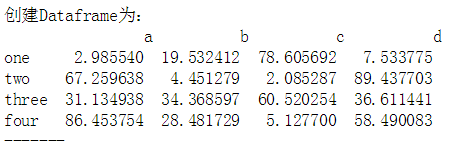 创建Dataframe为：
               a          b          c          d
one     2.985540  19.532412  78.605692   7.533775
two    67.259638   4.451279   2.085287  89.437703
three  31.134938  34.368597  60.520254  36.611441
four   86.453754  28.481729   5.127700  58.490083
-------